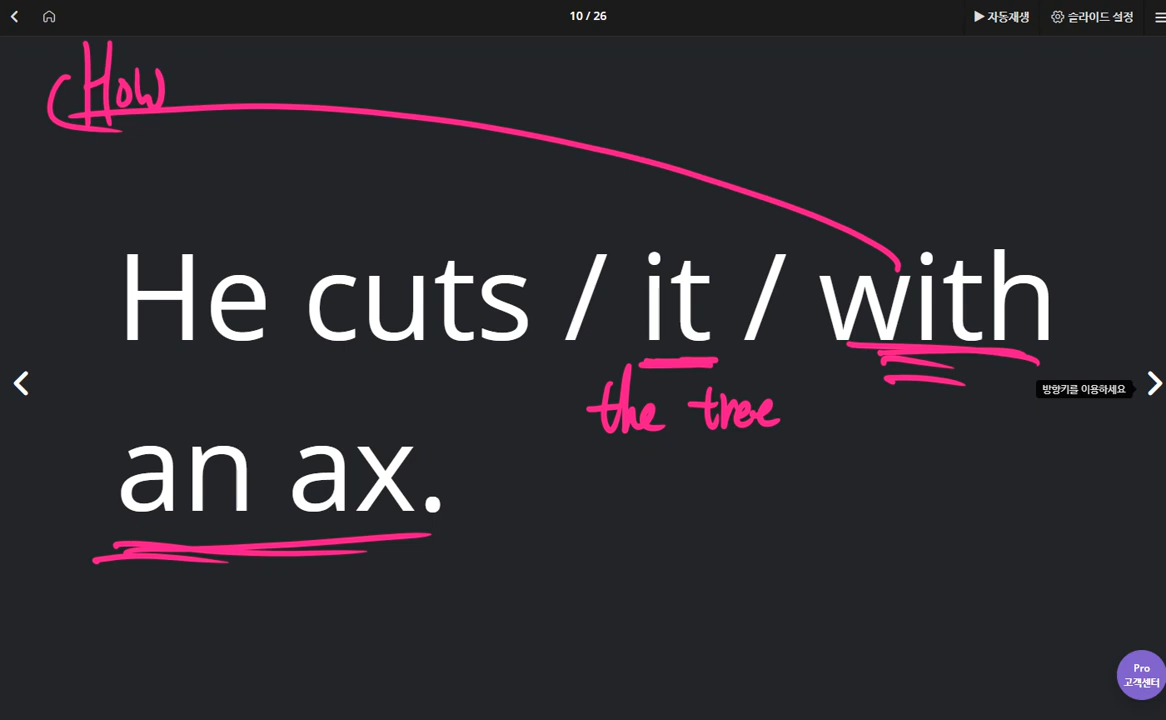 10 / 26
▶ 자동재생
슬라이드 설정
How
He cuts / it / with
the tree
방향키를 이용하세요
an ax.
Pro
고객센터